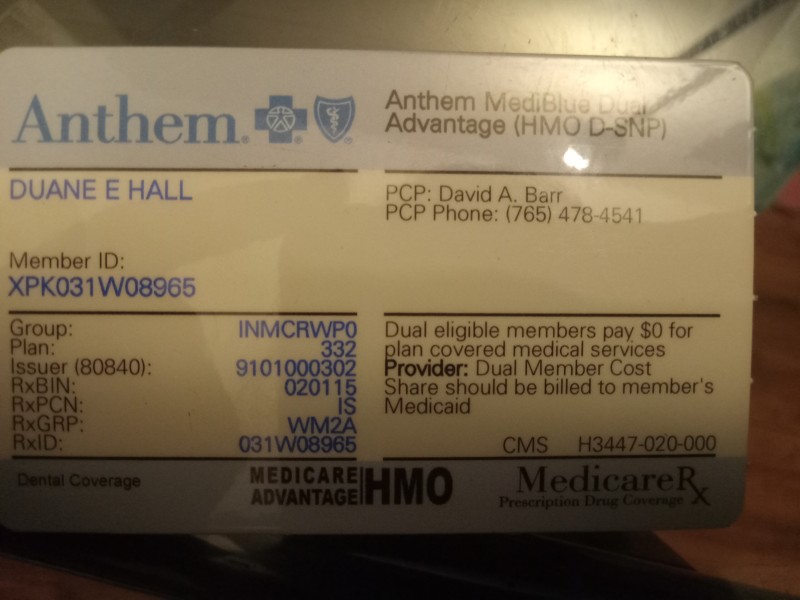 Anthem.
Anthem MediBlue Dual
Advantage (HMO D-SNP)
DUANE E HALL
PCP: David A. Barr
PCP Phone: (765) 478-4541
Member ID:
XPK031W08965
Group: INMCRWP0
Plan: 332
Issuer (80840): 9101000302
RxBIN: 020115
RxPCN: IS
RxGRP: WM2A
RxID: 031W08965
Dual eligible members pay $0 for
plan covered medical services
Provider: Dual Member Cost
Share should be billed to member's
Medicaid
CMS H3447-020-000
Dental Coverage
MEDICARE
ADVANTAGE
HMO
MedicareRx
Prescription Drug Coverage